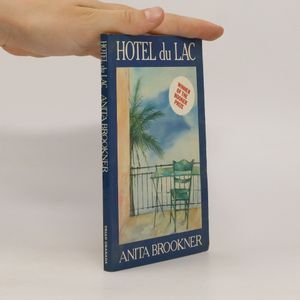 HOTEL du LAC
WINNER
OF THE
BOOKER
PRIZE
ANITA BROOKNER
HOTEL du LAC ANITA BROOKNER